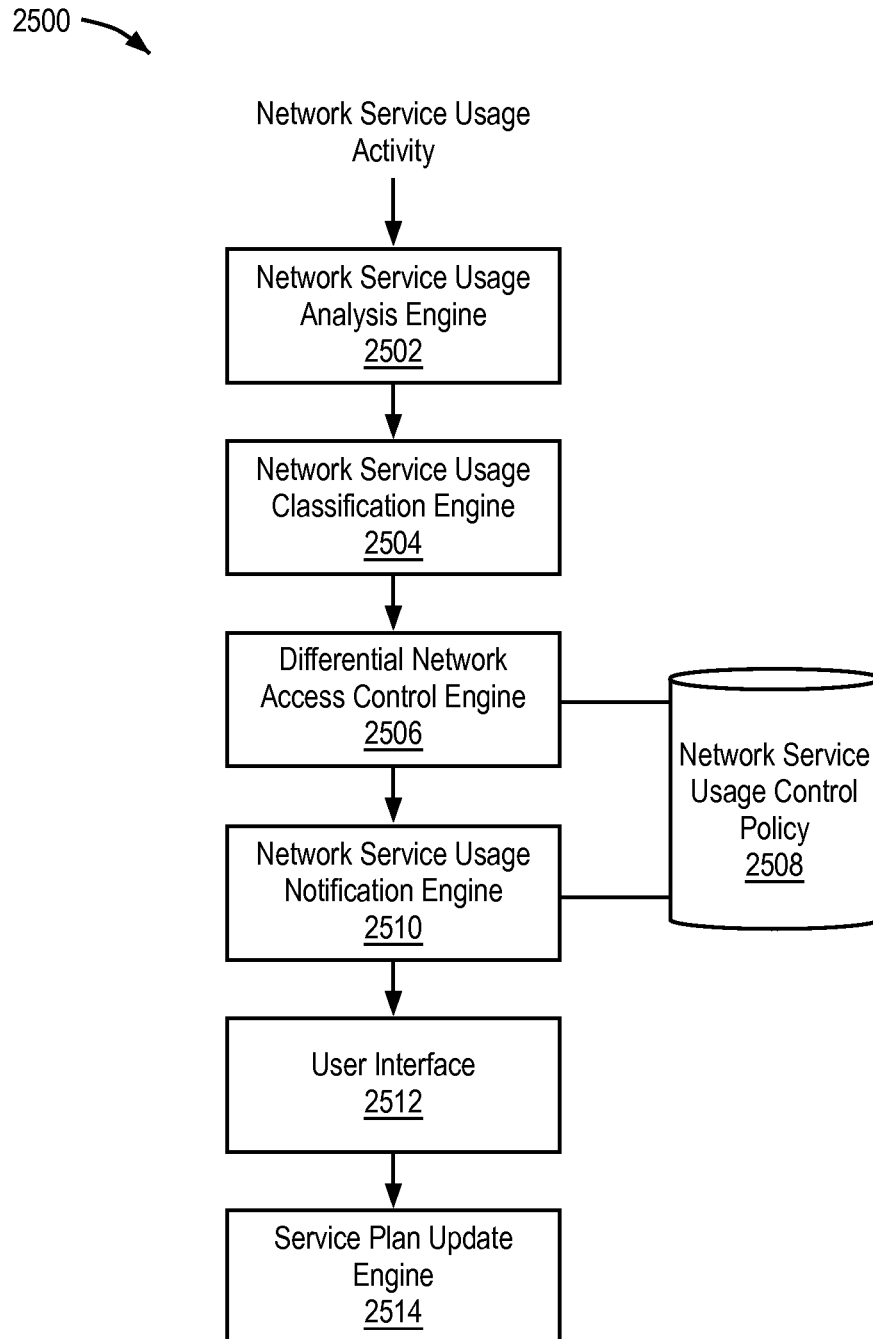 2500
Network Service Usage
Activity
Network Service Usage
Analysis Engine
2502
Network Service Usage
Classification Engine
2504
Differential Network
Access Control Engine
2506
Network Service
Usage Control
Policy
2508
Network Service Usage
Notification Engine
2510
User Interface
2512
Service Plan Update
Engine
2514